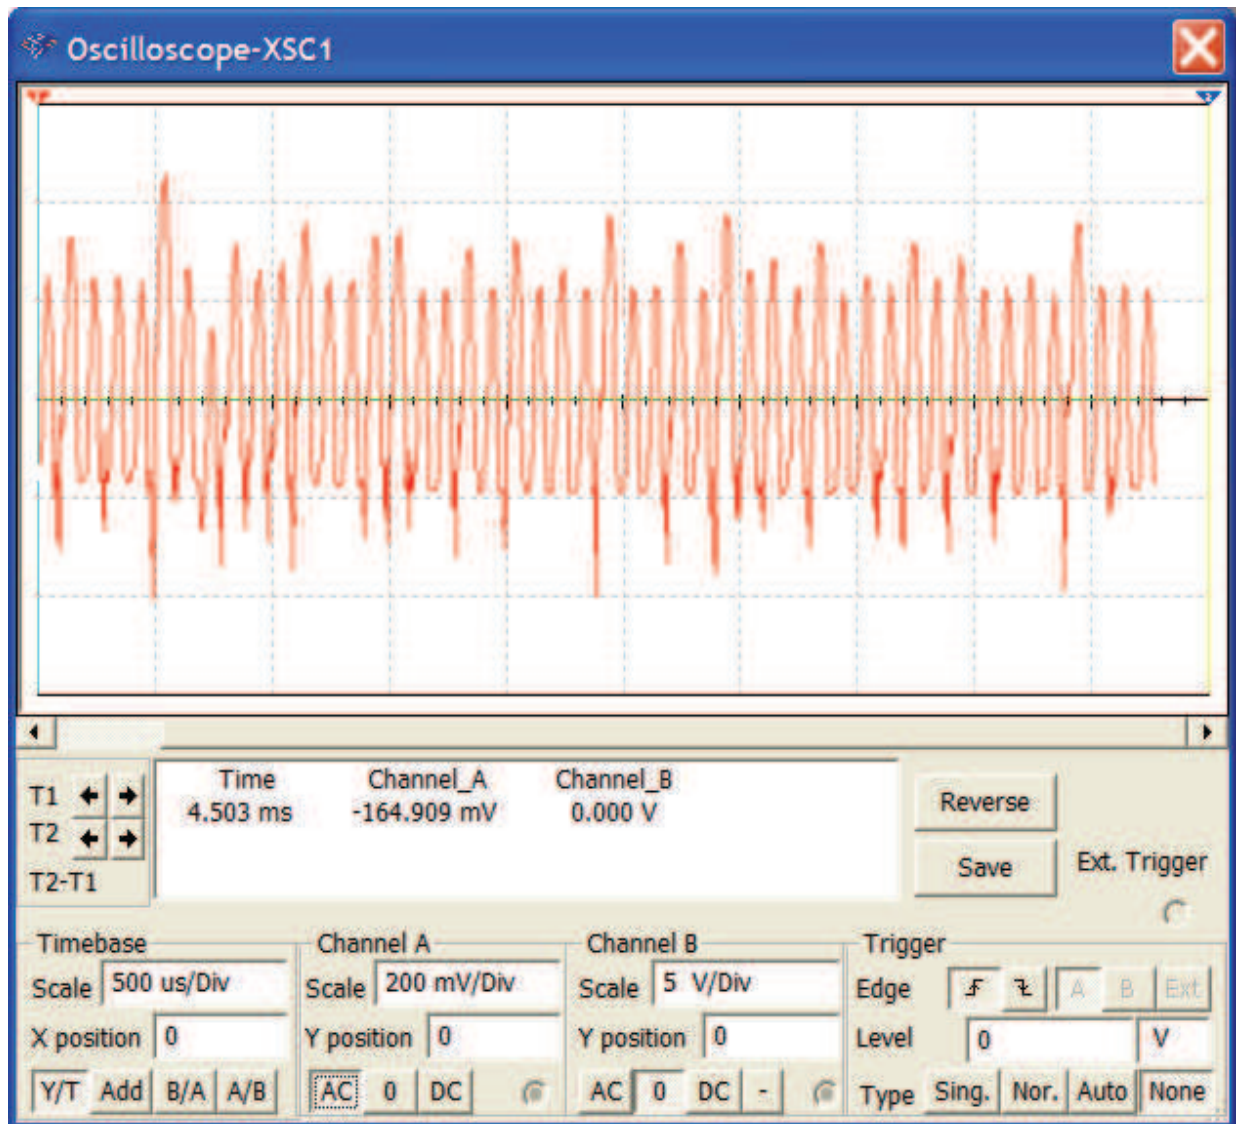 Oscilloscope-XSC1
2
Time Channel_A Channel_B
T1 4.503 ms -164.909 mV 0.000 V
T2
T2-T1
Reverse
Save
Ext. Trigger
Timebase
Scale 500 us/Div
X position 0
Y/T Add B/A A/B
Channel A
Scale 200 mV/Div
Y position 0
AC 0 DC
Channel B
Scale 5 V/Div
Y position 0
AC 0 DC -
Trigger
Edge A B Ext
Level 0 V
Type Sing. Nor. Auto None